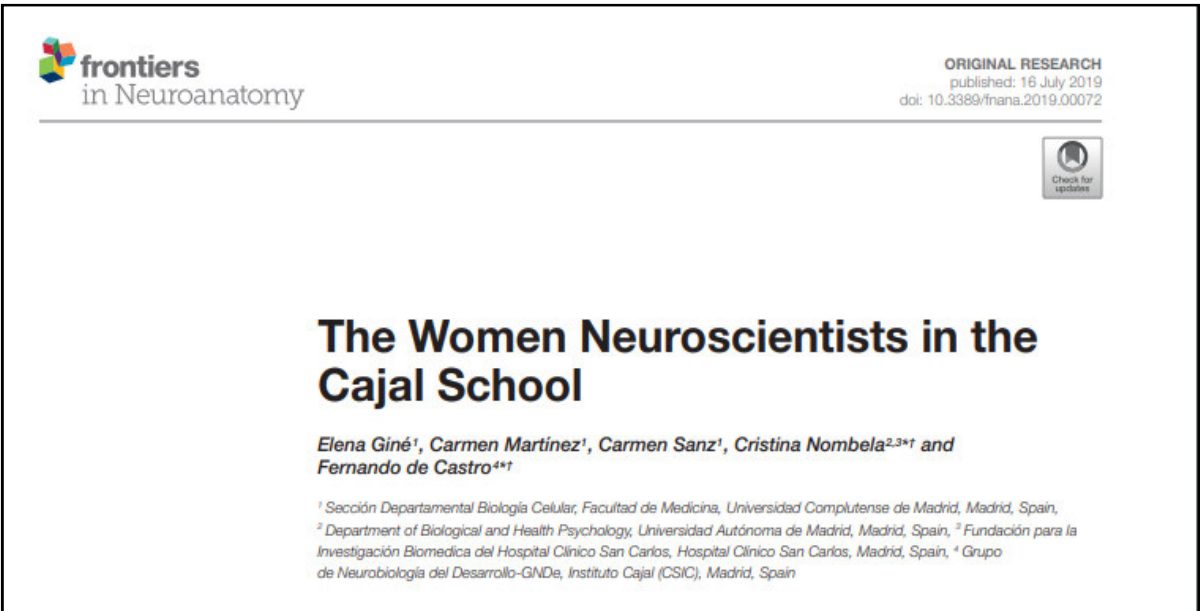 frontiers
in Neuroanatomy
ORIGINAL RESEARCH
published: 16 July 2019
doi: 10.3389/fnana.2019.00072
Check for
updates
The Women Neuroscientists in the
Cajal School
Elena Giné¹, Carmen Martínez¹, Carmen Sanz¹, Cristina Nombela²,³*† and
Fernando de Castro⁴*†
¹ Sección Departamental Biología Celular, Facultad de Medicina, Universidad Complutense de Madrid, Madrid, Spain,
² Department of Biological and Health Psychology, Universidad Autónoma de Madrid, Madrid, Spain, ³ Fundación para la
Investigación Biomedica del Hospital Clínico San Carlos, Hospital Clínico San Carlos, Madrid, Spain, ⁴ Grupo
de Neurobiología del Desarrollo-GNDe, Instituto Cajal (CSIC), Madrid, Spain